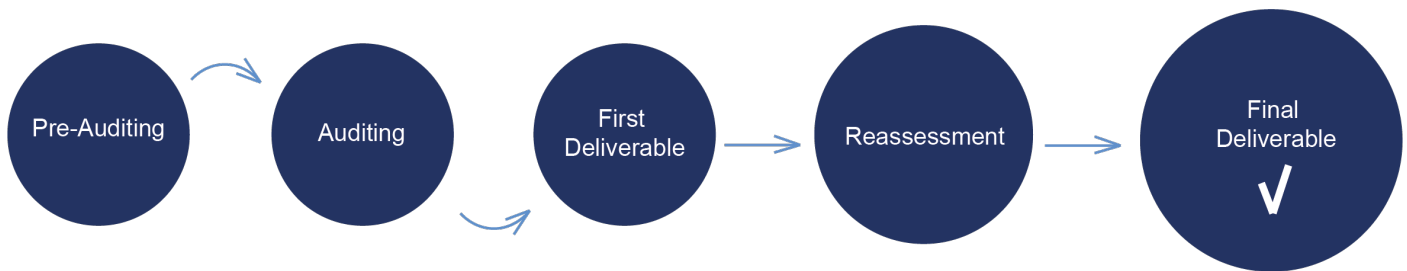 Pre-Auditing
Auditing
First
Deliverable
Reassessment
Final
Deliverable